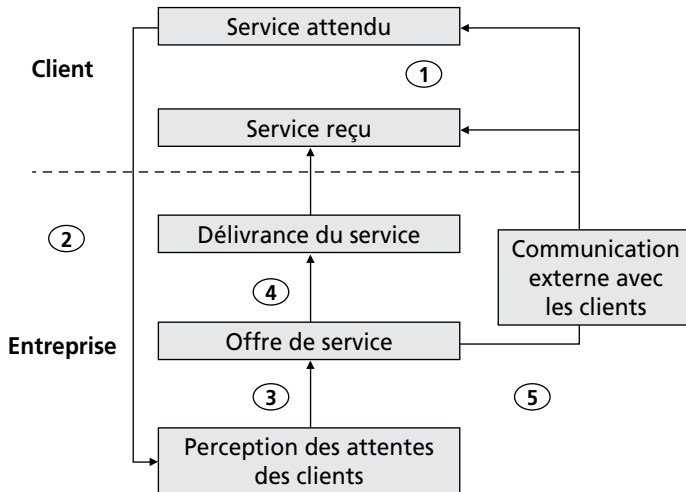 Service attendu
Client
1
Service reçu
2
Délivrance du service
Communication
externe avec
les clients
4
Entreprise
Offre de service
3
5
Perception des attentes
des clients